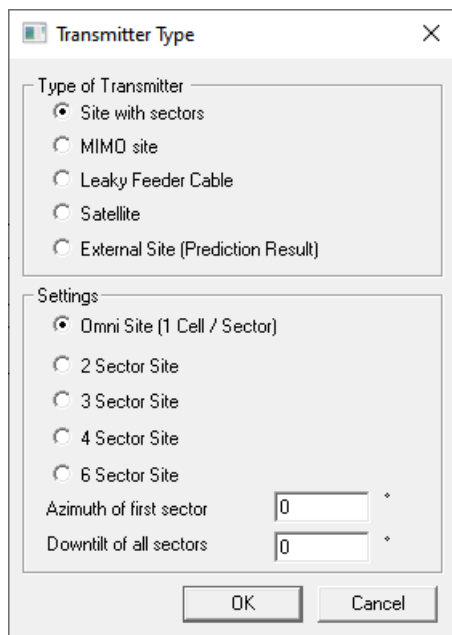 Transmitter Type
Type of Transmitter
Site with sectors
MIMO site
Leaky Feeder Cable
Satellite
External Site (Prediction Result)
Settings
Omni Site (1 Cell / Sector)
2 Sector Site
3 Sector Site
4 Sector Site
6 Sector Site
Azimuth of first sector 0 °
Downtilt of all sectors 0 °
OK Cancel